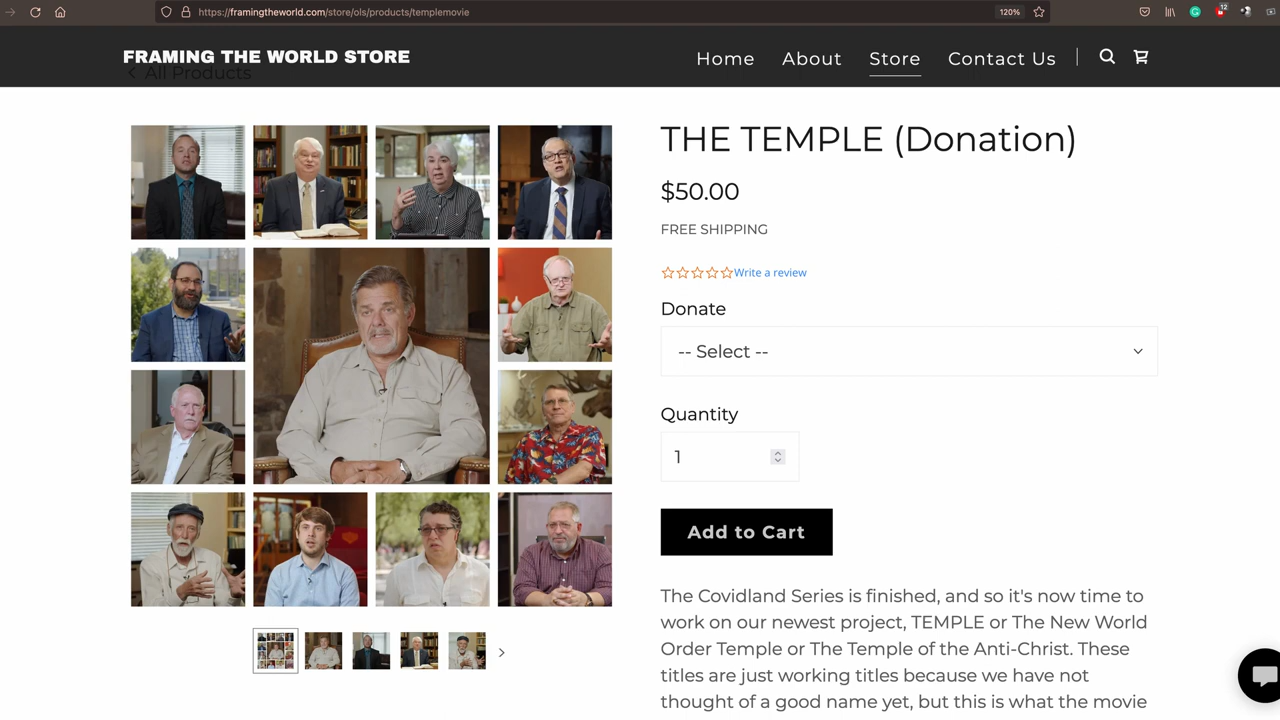 https://framingtheworld.com/store/ols/products/templemovie
120%
12
FRAMING THE WORLD STORE
Home
About
Store
Contact Us
All Products
THE TEMPLE (Donation)
$50.00
FREE SHIPPING
Write a review
Donate
-- Select --
Quantity
1
Add to Cart
The Covidland Series is finished, and so it's now time to
work on our newest project, TEMPLE or The New World
Order Temple or The Temple of the Anti-Christ. These
titles are just working titles because we have not
thought of a good name yet, but this is what the movie